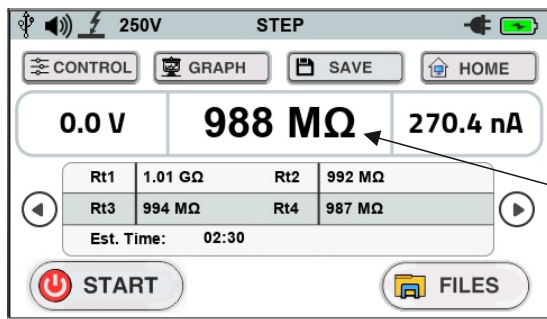 250V STEP
CONTROL GRAPH SAVE HOME
0.0 V 988 MΩ 270.4 nA
Rt1 1.01 GΩ Rt2 992 MΩ
Rt3 994 MΩ Rt4 987 MΩ
Est. Time: 02:30
START FILES